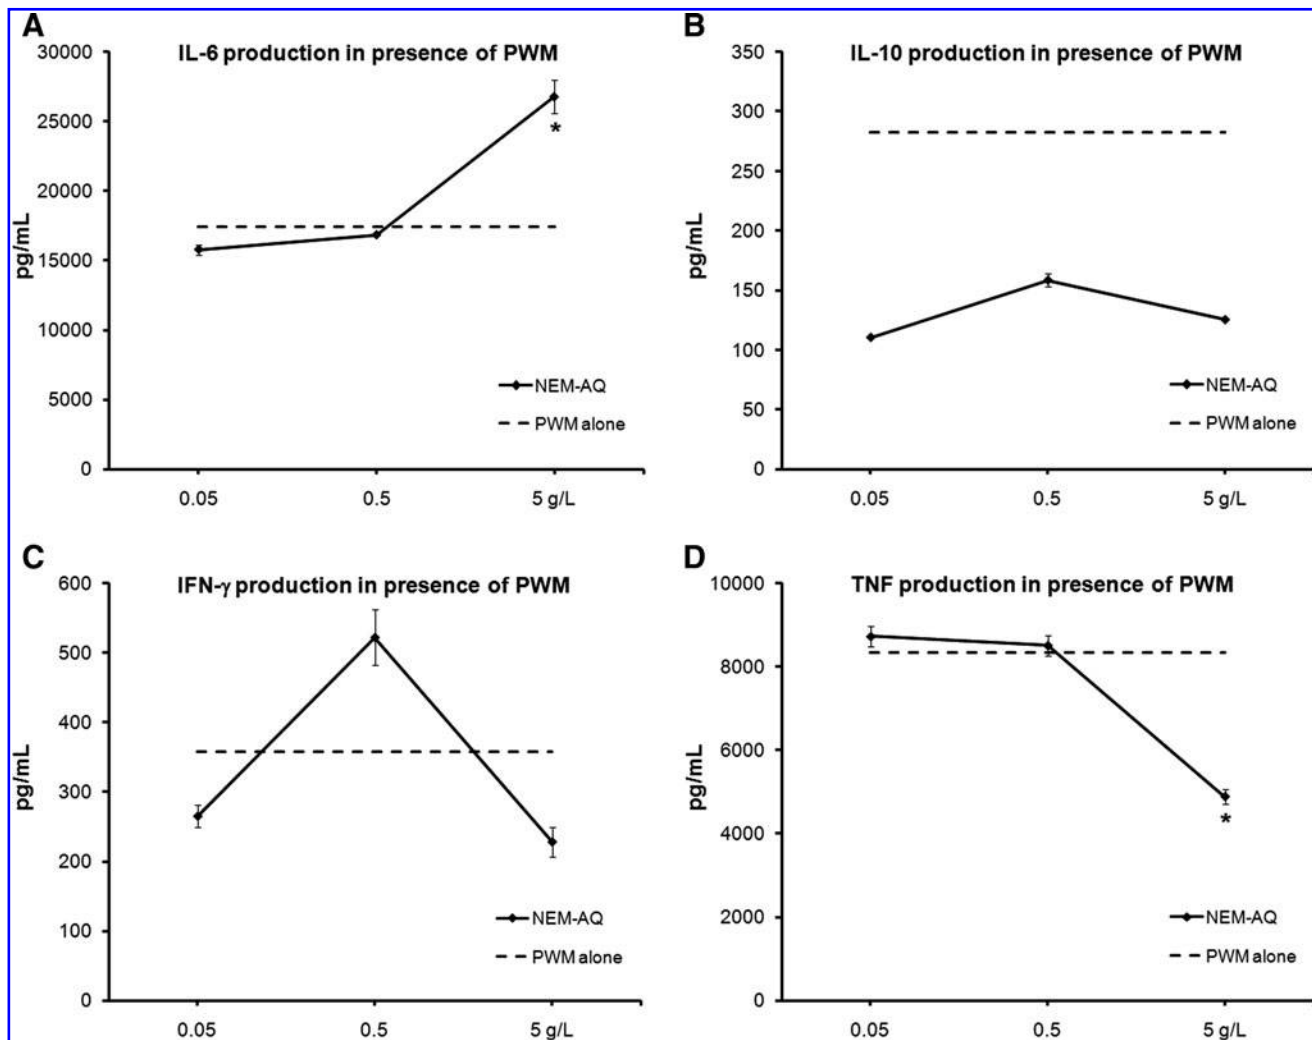 A
IL-6 production in presence of PWM
30000
25000
20000
15000
10000
5000
0
pg/mL
*
NEM-AQ
PWM alone
0.05 0.5 5 g/L
B
IL-10 production in presence of PWM
350
300
250
200
150
100
50
0
pg/mL
NEM-AQ
PWM alone
0.05 0.5 5 g/L
C
IFN-γ production in presence of PWM
600
500
400
300
200
100
0
pg/mL
NEM-AQ
PWM alone
0.05 0.5 5 g/L
D
TNF production in presence of PWM
10000
8000
6000
4000
2000
0
pg/mL
*
NEM-AQ
PWM alone
0.05 0.5 5 g/L